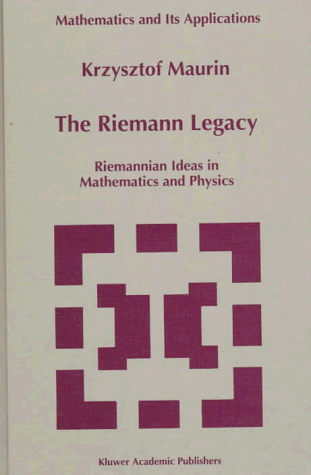 Mathematics and Its Applications
Krzysztof Maurin
The Riemann Legacy
Riemannian Ideas in
Mathematics and Physics
Kluwer Academic Publishers